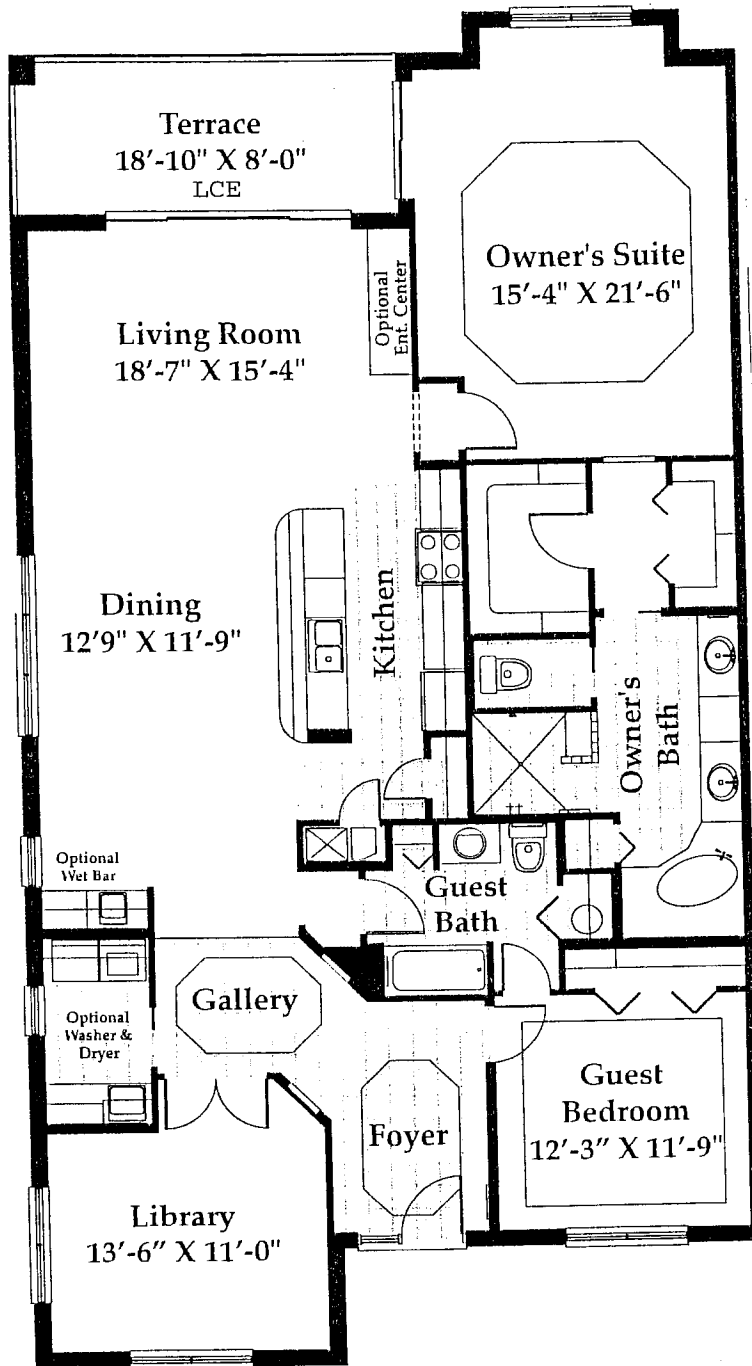 Terrace
18'-10" X 8'-0"
LCE
Owner's Suite
15'-4" X 21'-6"
Optional
Ent. Center
Living Room
18'-7" X 15'-4"
Kitchen
Dining
12'9" X 11'-9"
Owner's
Bath
Optional
Wet Bar
Guest
Bath
Gallery
Optional
Washer &
Dryer
Guest
Bedroom
12'-3" X 11'-9"
Foyer
Library
13'-6" X 11'-0"